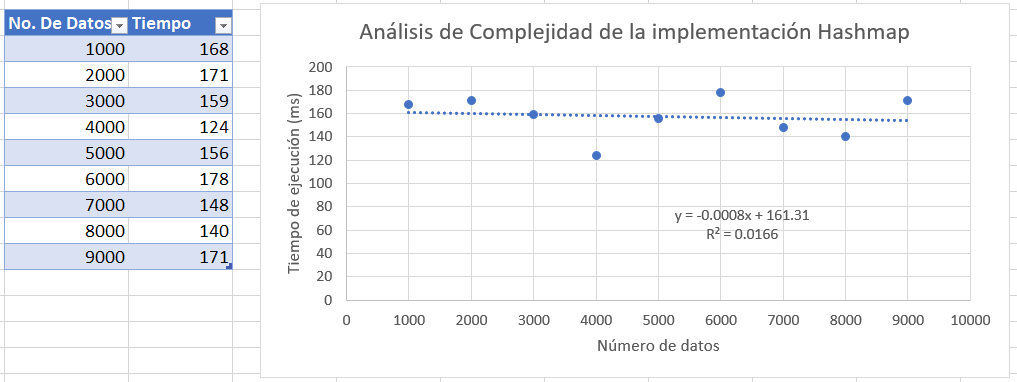 No. De Datos Tiempo
1000 168
2000 171
3000 159
4000 124
5000 156
6000 178
7000 148
8000 140
9000 171
Análisis de Complejidad de la implementación Hashmap
Tiempo de ejecución (ms)
200
180
160
140
120
100
80
60
40
20
0
y = -0.0008x + 161.31
R² = 0.0166
0 1000 2000 3000 4000 5000 6000 7000 8000 9000 10000
Número de datos